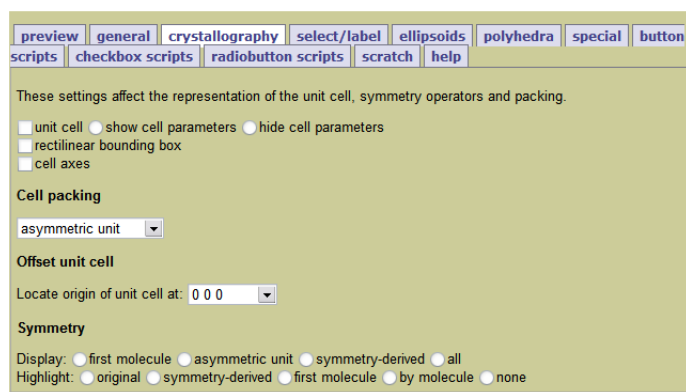 preview general crystallography select/label ellipsoids polyhedra special button
scripts checkbox scripts radiobutton scripts scratch help
These settings affect the representation of the unit cell, symmetry operators and packing.
unit cell show cell parameters hide cell parameters
rectilinear bounding box
cell axes
Cell packing
asymmetric unit
Offset unit cell
Locate origin of unit cell at: 0 0 0
Symmetry
Display: first molecule asymmetric unit symmetry-derived all
Highlight: original symmetry-derived first molecule by molecule none